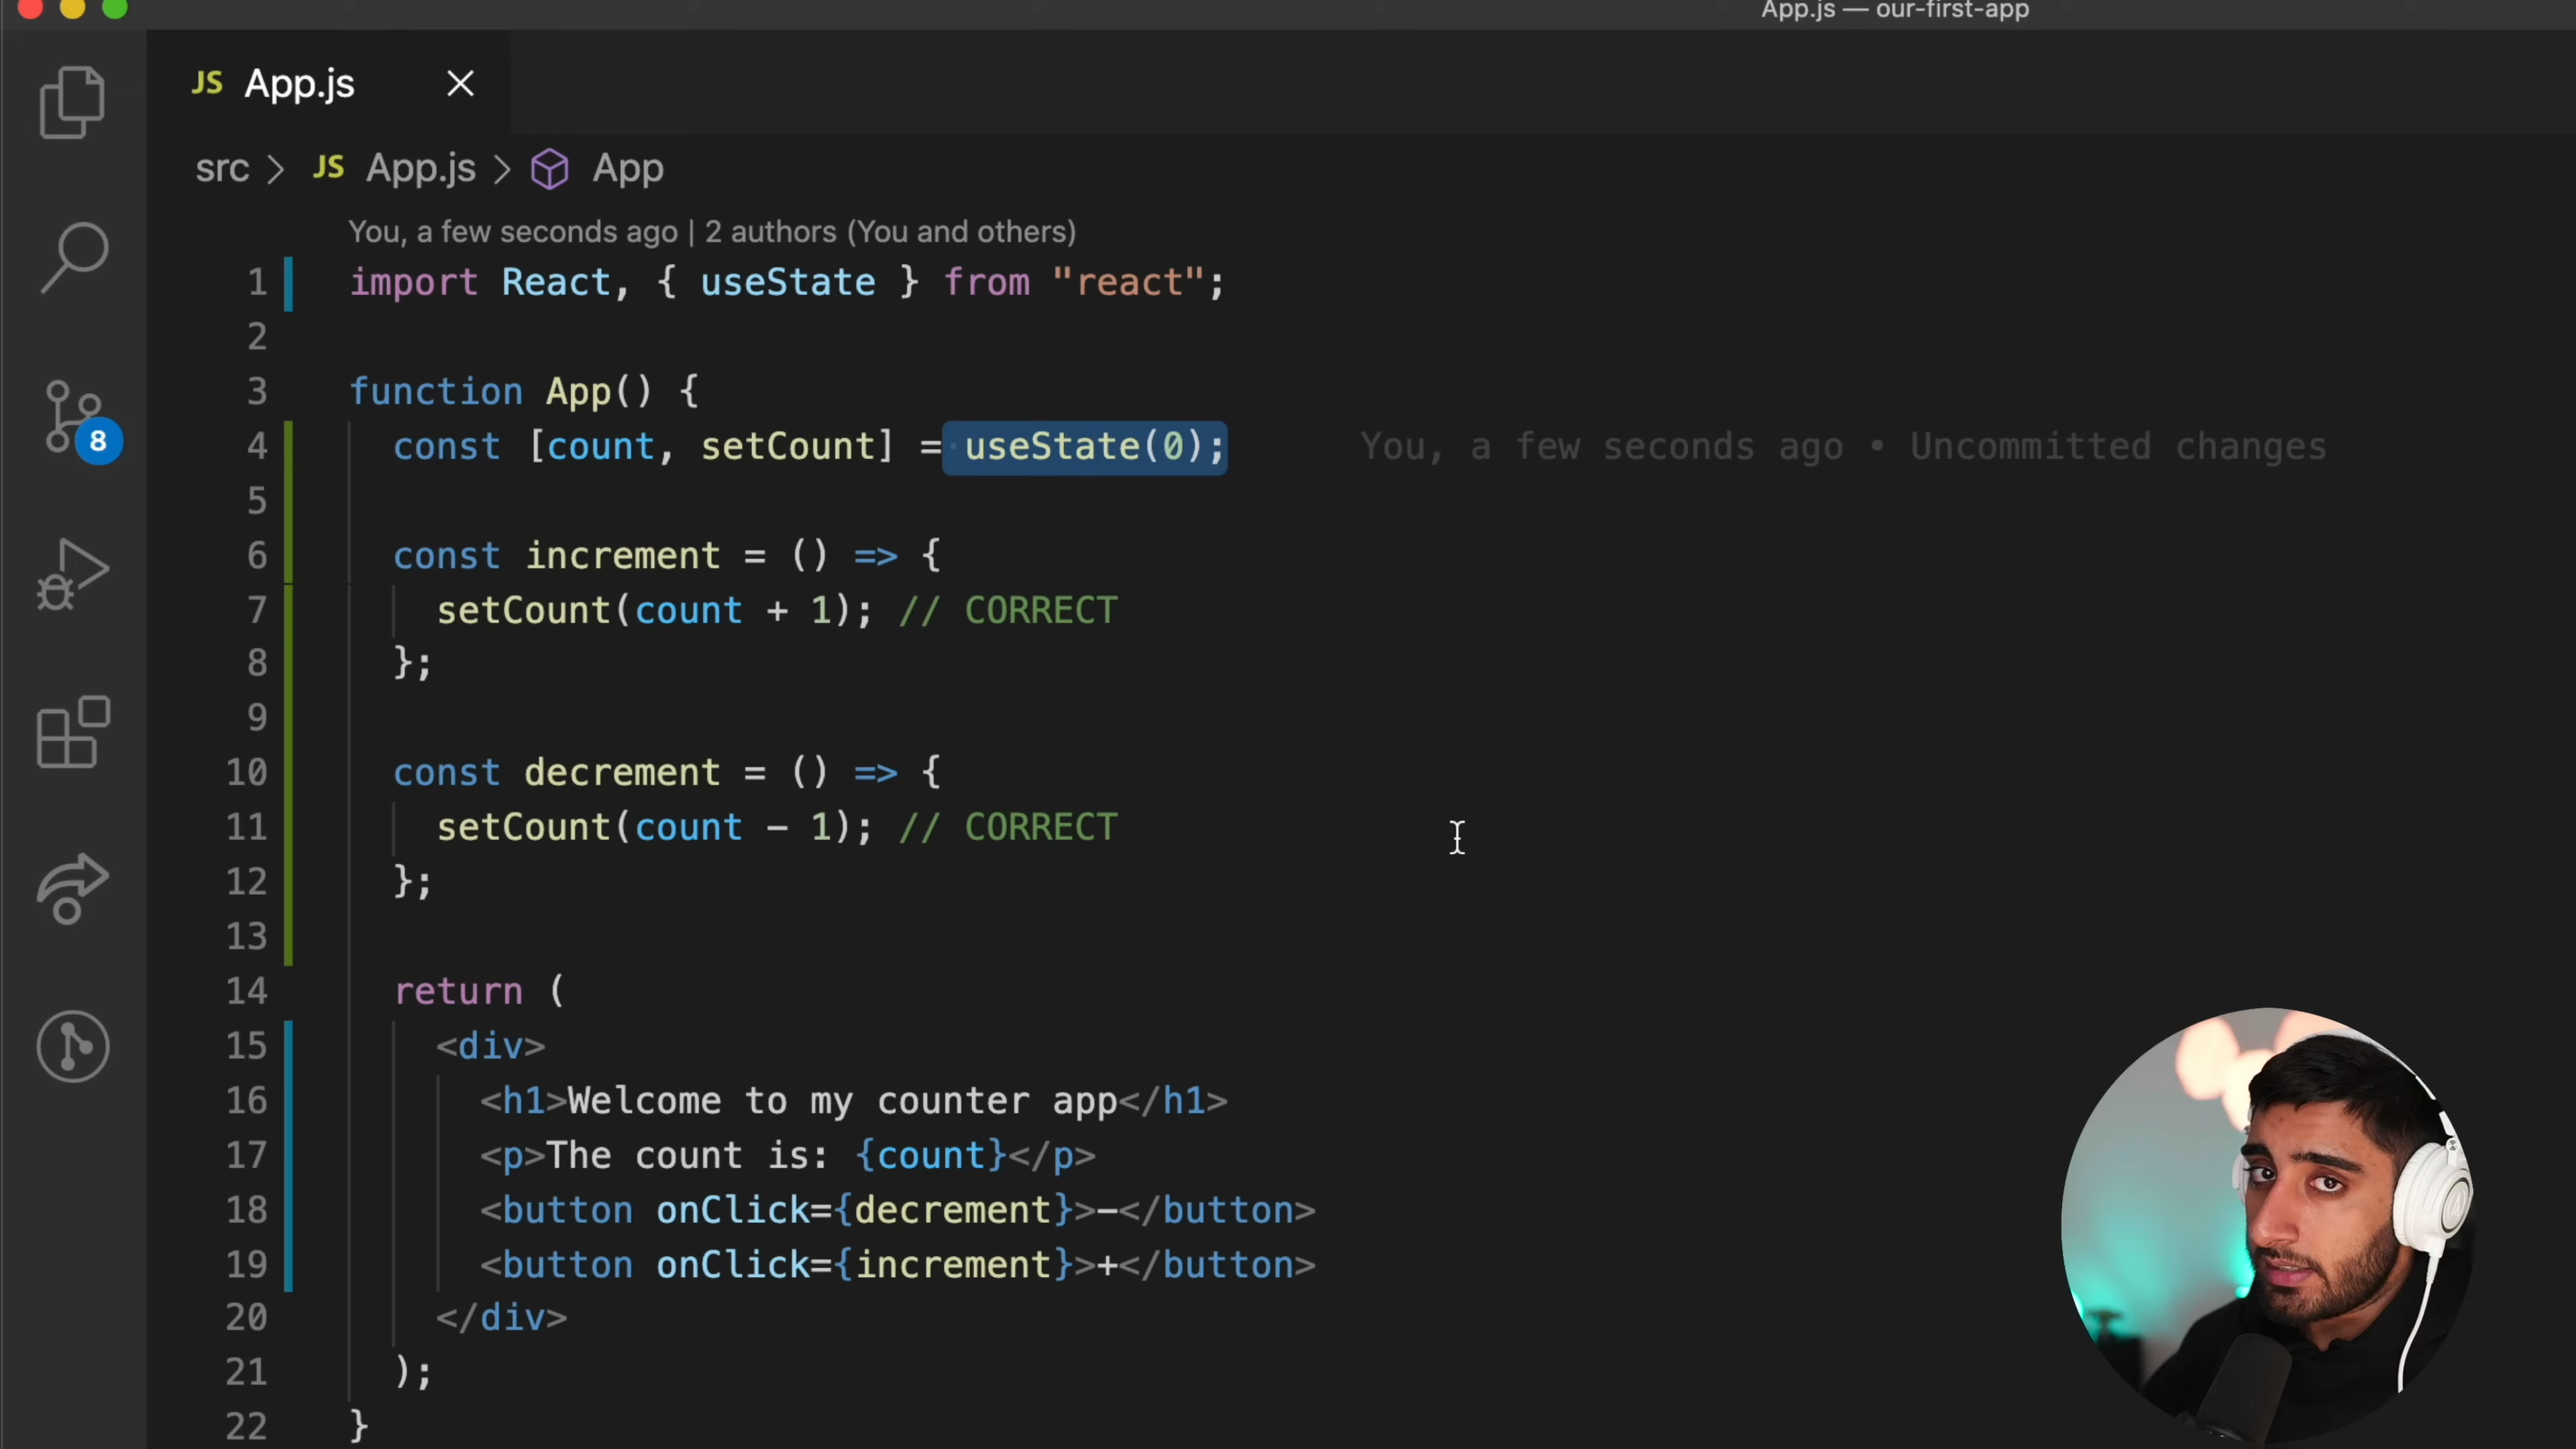 App.js — our-first-app
JS App.js
src > JS App.js > App
You, a few seconds ago | 2 authors (You and others)
1 import React, { useState } from "react";
2
3 function App() {
4 const [count, setCount] = useState(0); You, a few seconds ago • Uncommitted changes
5
6 const increment = () => {
7 setCount(count + 1); // CORRECT
8 };
9
10 const decrement = () => {
11 setCount(count - 1); // CORRECT
12 };
13
14 return (
15 <div>
16 <h1>Welcome to my counter app</h1>
17 <p>The count is: {count}</p>
18 <button onClick={decrement}>-</button>
19 <button onClick={increment}>+</button>
20 </div>
21 );
22 }
8